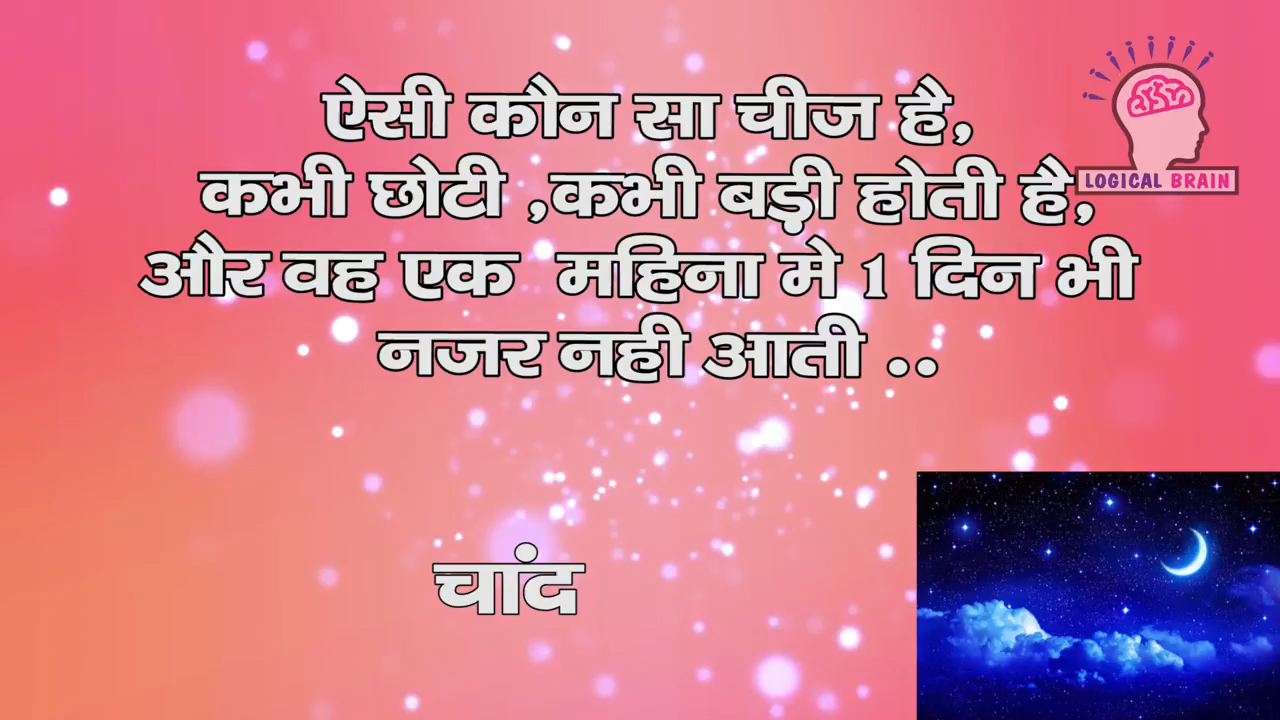 ऐसी कौन सा चीज है,
कभी छोटी ,कभी बड़ी होती है,
और वह एक महिना मे 1 दिन भी
नजर नही आती ..
चांद
LOGICAL BRAIN